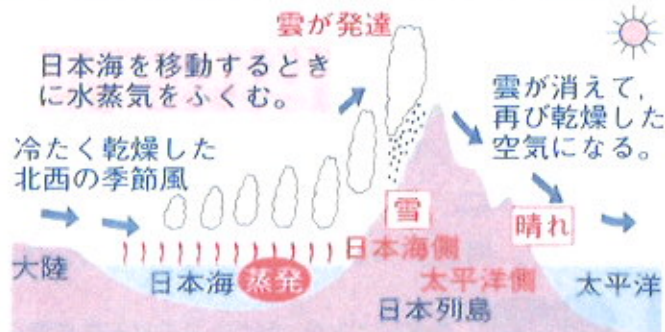 雲が発達
日本海を移動するとき
に水蒸気をふくむ。
雲が消えて,
再び乾燥した
空気になる。
冷たく乾燥した
北西の季節風
雪
晴れ
日本海側
大陸
日本海
蒸発
太平洋側
太平洋
日本列島